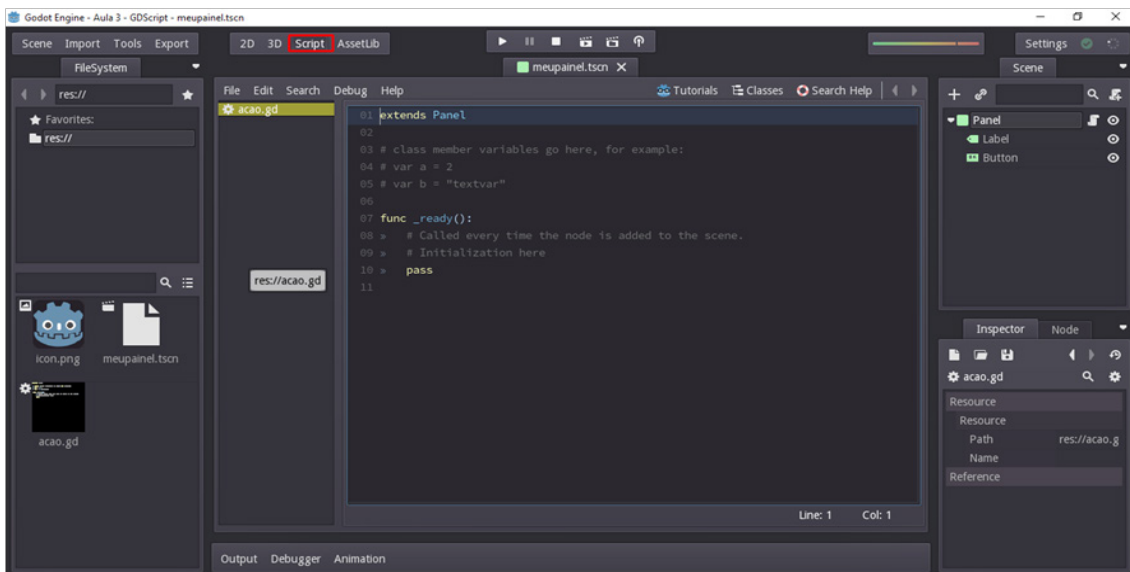 Godot Engine - Aula 3 - GDScript - meupainel.tscn
Scene Import Tools Export
2D 3D Script AssetLib
Settings
FileSystem
meupainel.tscn
Scene
res://
File Edit Search Debug Help
Tutorials Classes Search Help
Favorites:
res://
acao.gd
01 extends Panel
02
03 # class member variables go here, for example:
04 # var a = 2
05 # var b = "textvar"
06
07 func _ready():
08 » # Called every time the node is added to the scene.
09 » # Initialization here
10 » pass
11
res://acao.gd
Panel
Label
Button
icon.png
meupainel.tscn
acao.gd
Line: 1 Col: 1
Inspector Node
acao.gd
Resource
Resource
Path res://acao.g
Name
Reference
Output Debugger Animation